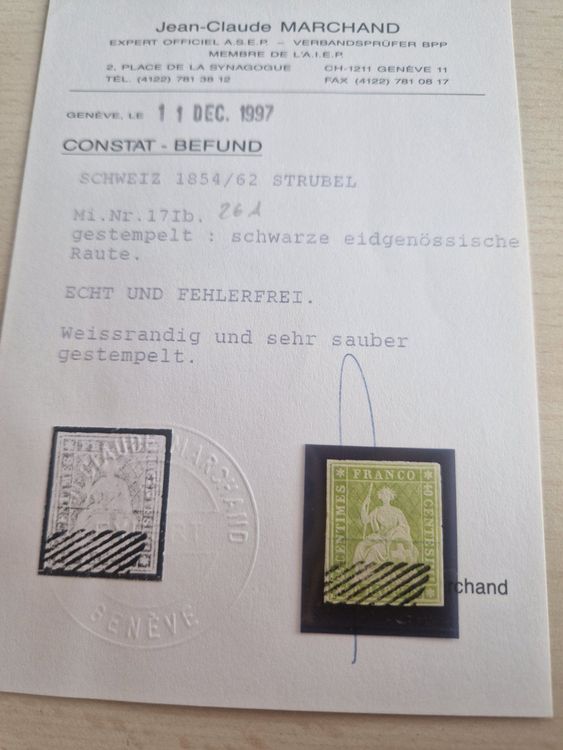 Jean-Claude MARCHAND
EXPERT OFFICIEL A.S.E.P. – VERBANDSPRÜFER BPP
MEMBRE DE L'A.I.E.P.
2, PLACE DE LA SYNAGOGUE CH-1211 GENÈVE 11
TÉL. (4122) 781 38 12 FAX (4122) 781 08 17
GENÈVE, LE 11 DEC. 1997
CONSTAT - BEFUND
SCHWEIZ 1854/62 STRUBEL
Mi.Nr.17Ib. 26A
gestempelt : schwarze eidgenössische
Raute.
ECHT UND FEHLERFREI.
Weissrandig und sehr sauber
gestempelt.
CLAUDE MARCHAND
GENÈVE
FRANCO
CENTIMES
CENTESI
rchand